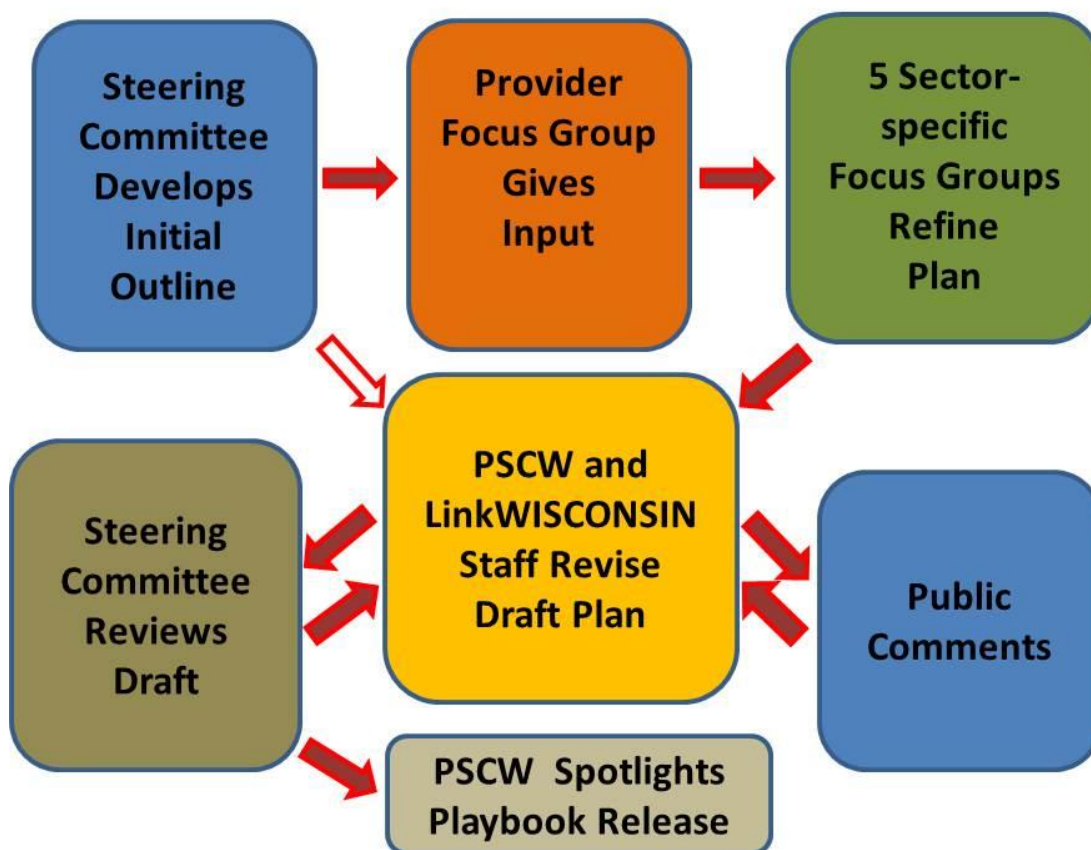 Steering
Committee
Develops
Initial
Outline
Provider
Focus Group
Gives
Input
5 Sector-
specific
Focus Groups
Refine
Plan
PSCW and
LinkWISCONSIN
Staff Revise
Draft Plan
Steering
Committee
Reviews
Draft
Public
Comments
PSCW Spotlights
Playbook Release